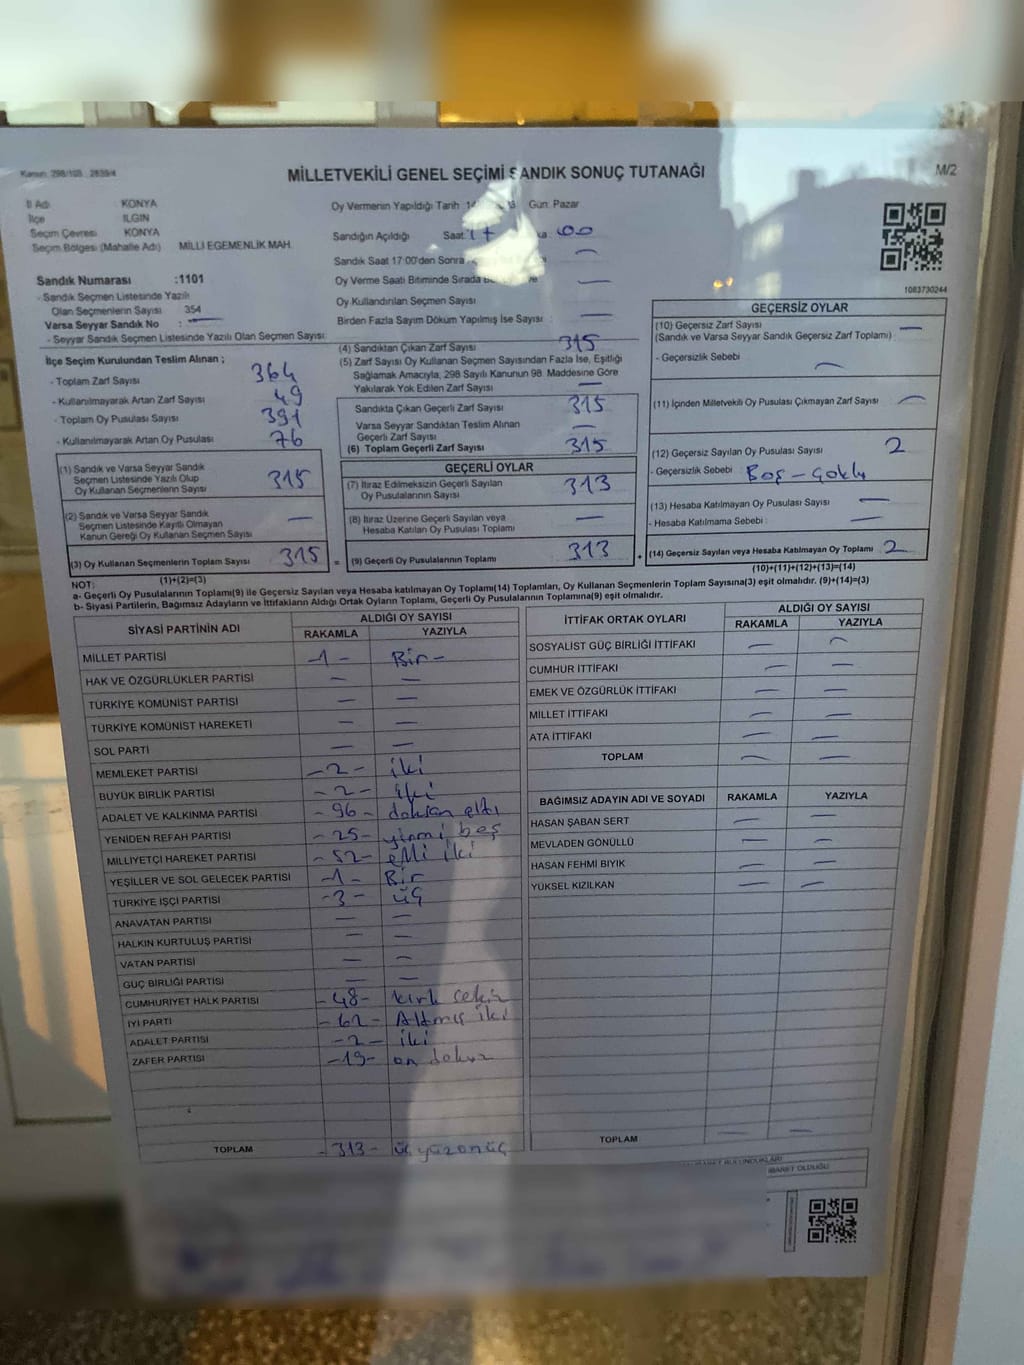 Kanun: 298/105 : 2839/4
MİLLETVEKİLİ GENEL SEÇİMİ SANDIK SONUÇ TUTANAĞI
M/2
İl Adı : KONYA
İlçe : ILGIN
Seçim Çevresi : KONYA
Seçim Bölgesi (Mahalle Adı) MİLLİ EGEMENLİK MAH.
Sandık Numarası :1101
- Sandık Seçmen Listesinde Yazılı
Olan Seçmenlerin Sayısı : 354
Varsa Seyyar Sandık No : —
- Seyyar Sandık Seçmen Listesinde Yazılı Olan Seçmen Sayısı:
Oy Vermenin Yapıldığı Tarih Gün: Pazar
Sandığın Açıldığı Saat: 17 00
Sandık Saat 17:00'den Sonra —
Oy Verme Saati Bitiminde Sırada —
Oy Kullandırılan Seçmen Sayısı —
Birden Fazla Sayım Döküm Yapılmış İse Sayısı : —
1083730244
İlçe Seçim Kurulundan Teslim Alınan ;
- Toplam Zarf Sayısı 364
- Kullanılmayarak Artan Zarf Sayısı 49
- Toplam Oy Pusulası Sayısı 391
- Kullanılmayarak Artan Oy Pusulası 76
(1) Sandık ve Varsa Seyyar Sandık
Seçmen Listesinde Yazılı Olup
Oy Kullanan Seçmenlerin Sayısı 315
(2) Sandık ve Varsa Seyyar Sandık
Seçmen Listesinde Kayıtlı Olmayan
Kanun Gereği Oy Kullanan Seçmen Sayısı —
(3) Oy Kullanan Seçmenlerin Toplam Sayısı 315
(1)+(2)=(3)
(4) Sandıktan Çıkan Zarf Sayısı 315
(5) Zarf Sayısı Oy Kullanan Seçmen Sayısından Fazla İse, Eşitliği
Sağlamak Amacıyla, 298 Sayılı Kanunun 98. Maddesine Göre
Yakılarak Yok Edilen Zarf Sayısı —
Sandıkta Çıkan Geçerli Zarf Sayısı 315
Varsa Seyyar Sandıktan Teslim Alınan
Geçerli Zarf Sayısı —
(6) Toplam Geçerli Zarf Sayısı 315
GEÇERLİ OYLAR
(7) İtiraz Edilmeksizin Geçerli Sayılan
Oy Pusulalarının Sayısı 313
(8) İtiraz Üzerine Geçerli Sayılan veya
Hesaba Katılan Oy Pusulası Toplamı —
= (9) Geçerli Oy Pusulalarının Toplamı 313
GEÇERSİZ OYLAR
(10) Geçersiz Zarf Sayısı —
(Sandık ve Varsa Seyyar Sandık Geçersiz Zarf Toplamı)
- Geçersizlik Sebebi —
(11) İçinden Milletvekili Oy Pusulası Çıkmayan Zarf Sayısı —
(12) Geçersiz Sayılan Oy Pusulası Sayısı 2
- Geçersizlik Sebebi : Boş - Çoklu
(13) Hesaba Katılmayan Oy Pusulası Sayısı —
- Hesaba Katılmama Sebebi : —
+ (14) Geçersiz Sayılan veya Hesaba Katılmayan Oy Toplamı 2
(10)+(11)+(12)+(13)=(14)
NOT:
a- Geçerli Oy Pusulalarının Toplamı(9) ile Geçersiz Sayılan veya Hesaba katılmayan Oy Toplamı(14) Toplamları, Oy Kullanan Seçmenlerin Toplam Sayısına(3) eşit olmalıdır. (9)+(14)=(3)
b- Siyasi Partilerin, Bağımsız Adayların ve İttifakların Aldığı Ortak Oyların Toplamı, Geçerli Oy Pusulalarının Toplamına(9) eşit olmalıdır.
SİYASİ PARTİNİN ADI ALDIĞI OY SAYISI
RAKAMLA YAZIYLA
MİLLET PARTİSİ -1- Bir-
HAK VE ÖZGÜRLÜKLER PARTİSİ — —
TÜRKİYE KOMÜNİST PARTİSİ — —
TÜRKİYE KOMÜNİST HAREKETİ — —
SOL PARTİ — —
MEMLEKET PARTİSİ -2- iki
BÜYÜK BİRLİK PARTİSİ -2- iki
ADALET VE KALKINMA PARTİSİ -96- doksan altı
YENİDEN REFAH PARTİSİ -25- yirmi beş
MİLLİYETÇİ HAREKET PARTİSİ -52- elli iki
YEŞİLLER VE SOL GELECEK PARTİSİ -1- Bir
TÜRKİYE İŞÇİ PARTİSİ -3- üç
ANAVATAN PARTİSİ — —
HALKIN KURTULUŞ PARTİSİ — —
VATAN PARTİSİ — —
GÜÇ BİRLİĞİ PARTİSİ — —
CUMHURİYET HALK PARTİSİ -48- kırk cekiz
İYİ PARTİ -62- Altmış iki
ADALET PARTİSİ -2- iki
ZAFER PARTİSİ -19- on dokuz
TOPLAM -313- üçyüzonüç
İTTİFAK ORTAK OYLARI ALDIĞI OY SAYISI
RAKAMLA YAZIYLA
SOSYALİST GÜÇ BİRLİĞİ İTTİFAKI — —
CUMHUR İTTİFAKI — —
EMEK VE ÖZGÜRLÜK İTTİFAKI — —
MİLLET İTTİFAKI — —
ATA İTTİFAKI — —
TOPLAM — —
BAĞIMSIZ ADAYIN ADI VE SOYADI RAKAMLA YAZIYLA
HASAN ŞABAN SERT — —
MEVLADEN GÖNÜLLÜ — —
HASAN FEHMİ BIYIK — —
YÜKSEL KIZILKAN — —
TOPLAM — —
İBARET OLDUĞU